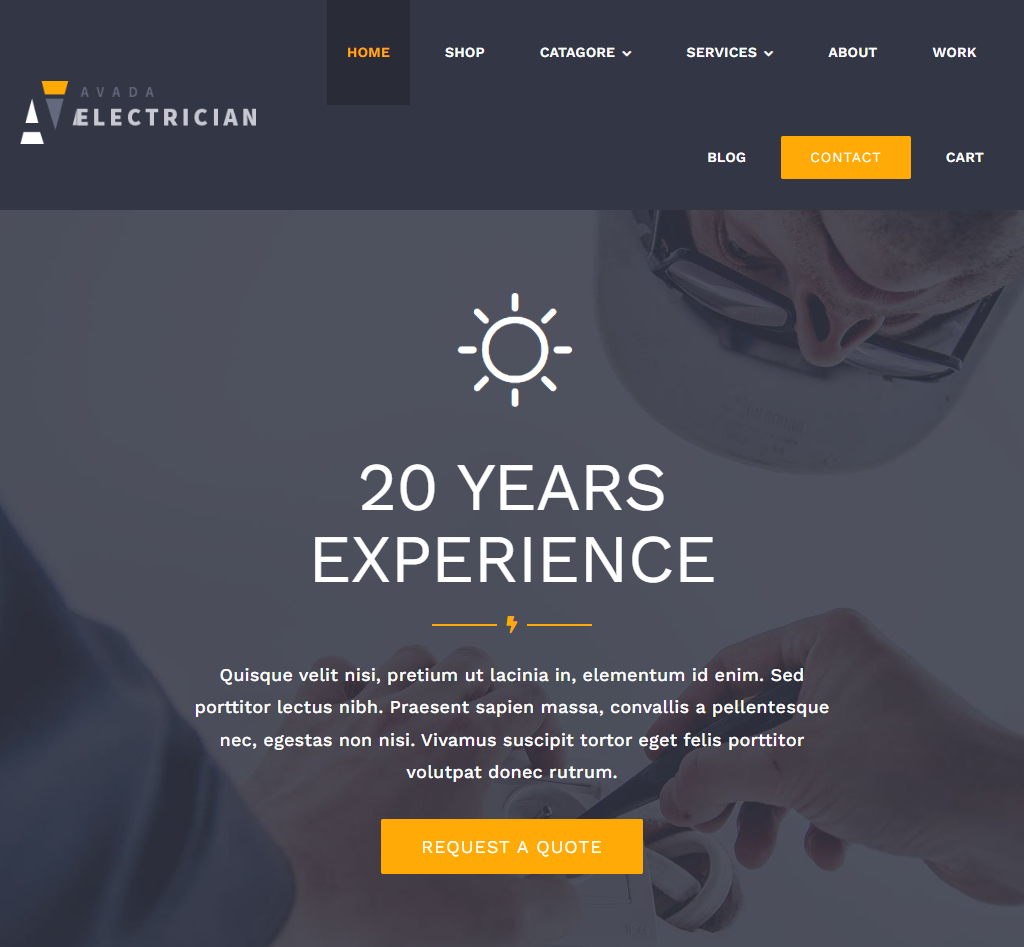 HOME SHOP CATAGORE SERVICES ABOUT WORK
AVADA
ELECTRICIAN
BLOG CONTACT CART
20 YEARS
EXPERIENCE
Quisque velit nisi, pretium ut lacinia in, elementum id enim. Sed
porttitor lectus nibh. Praesent sapien massa, convallis a pellentesque
nec, egestas non nisi. Vivamus suscipit tortor eget felis porttitor
volutpat donec rutrum.
REQUEST A QUOTE